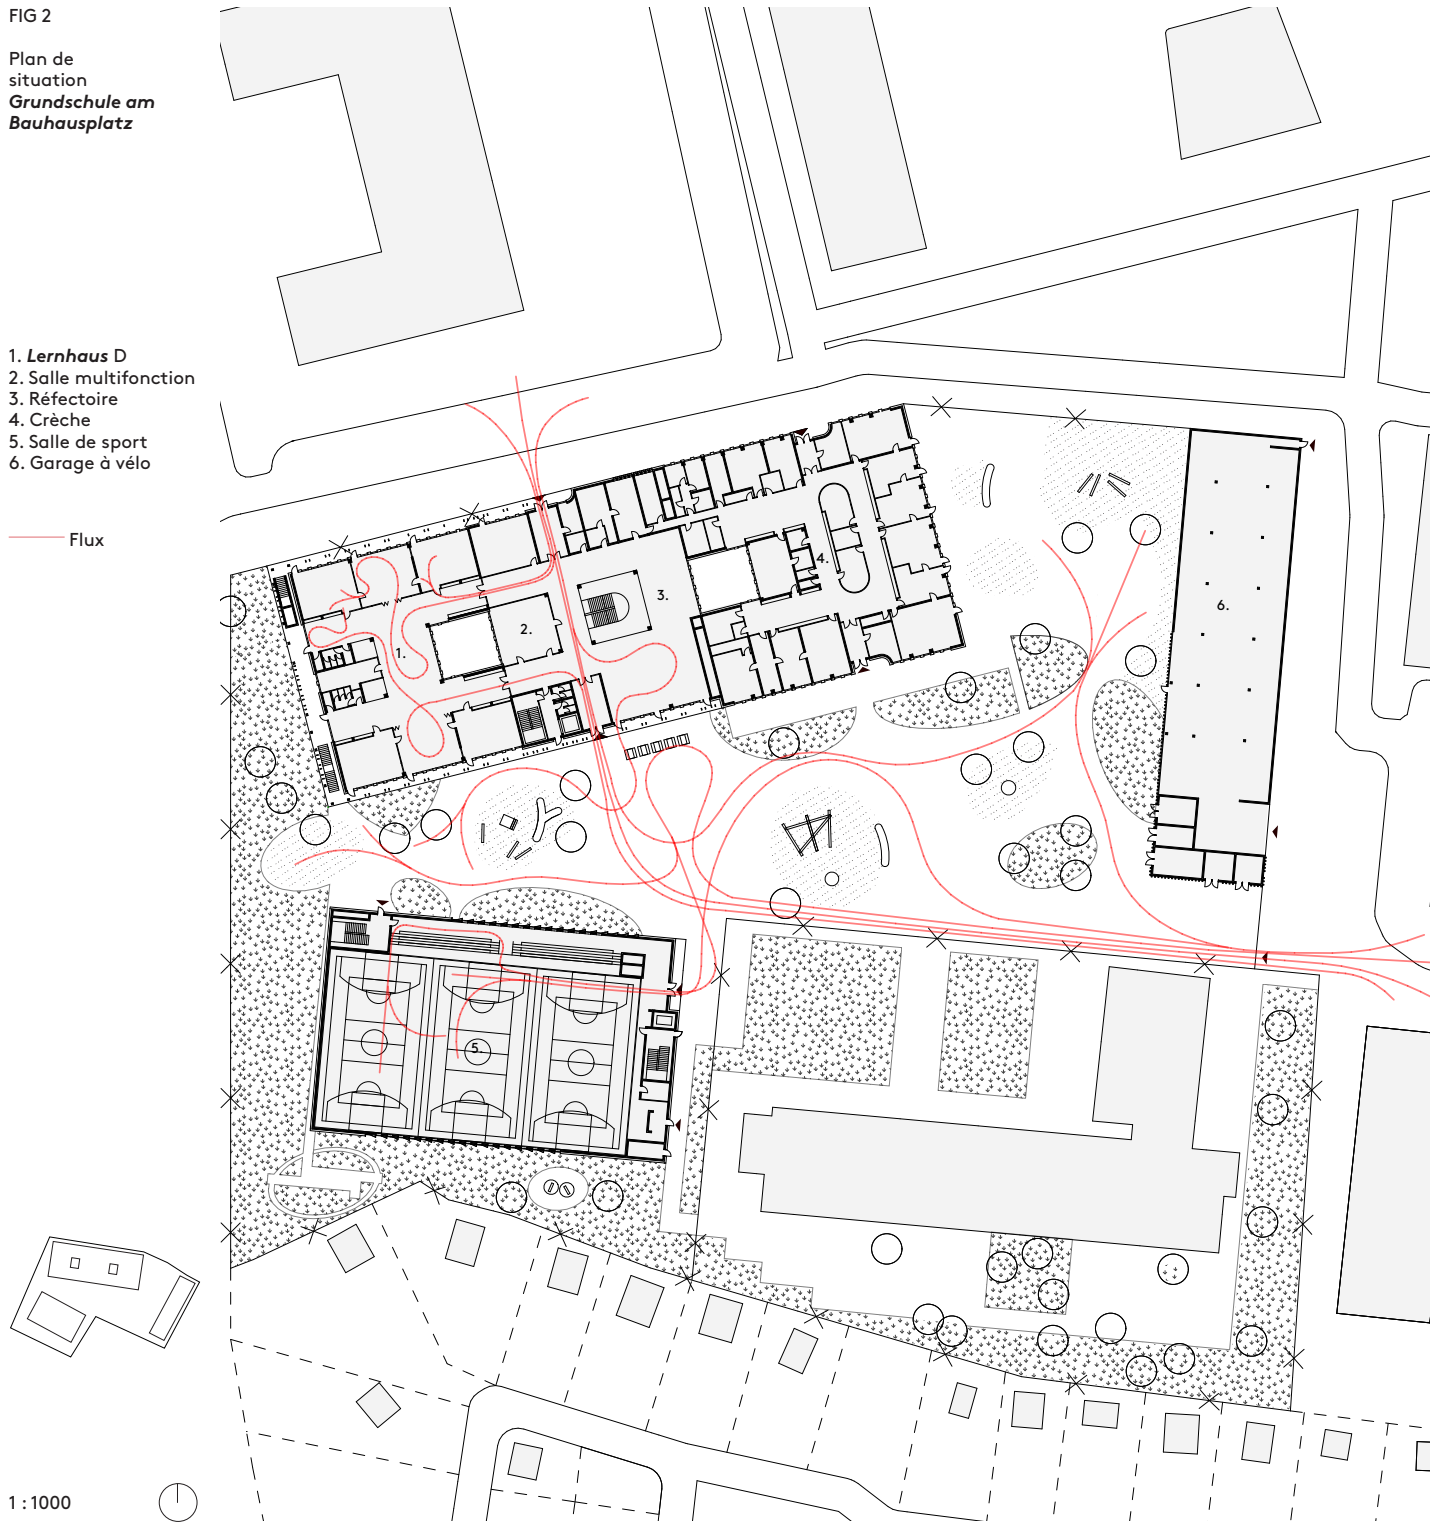 FIG 2
Plan de
situation
Grundschule am
Bauhausplatz
1. Lernhaus D
2. Salle multifonction
3. Réfectoire
4. Crèche
5. Salle de sport
6. Garage à vélo
Flux
1.
2.
3.
4.
5.
6.
1 : 1000